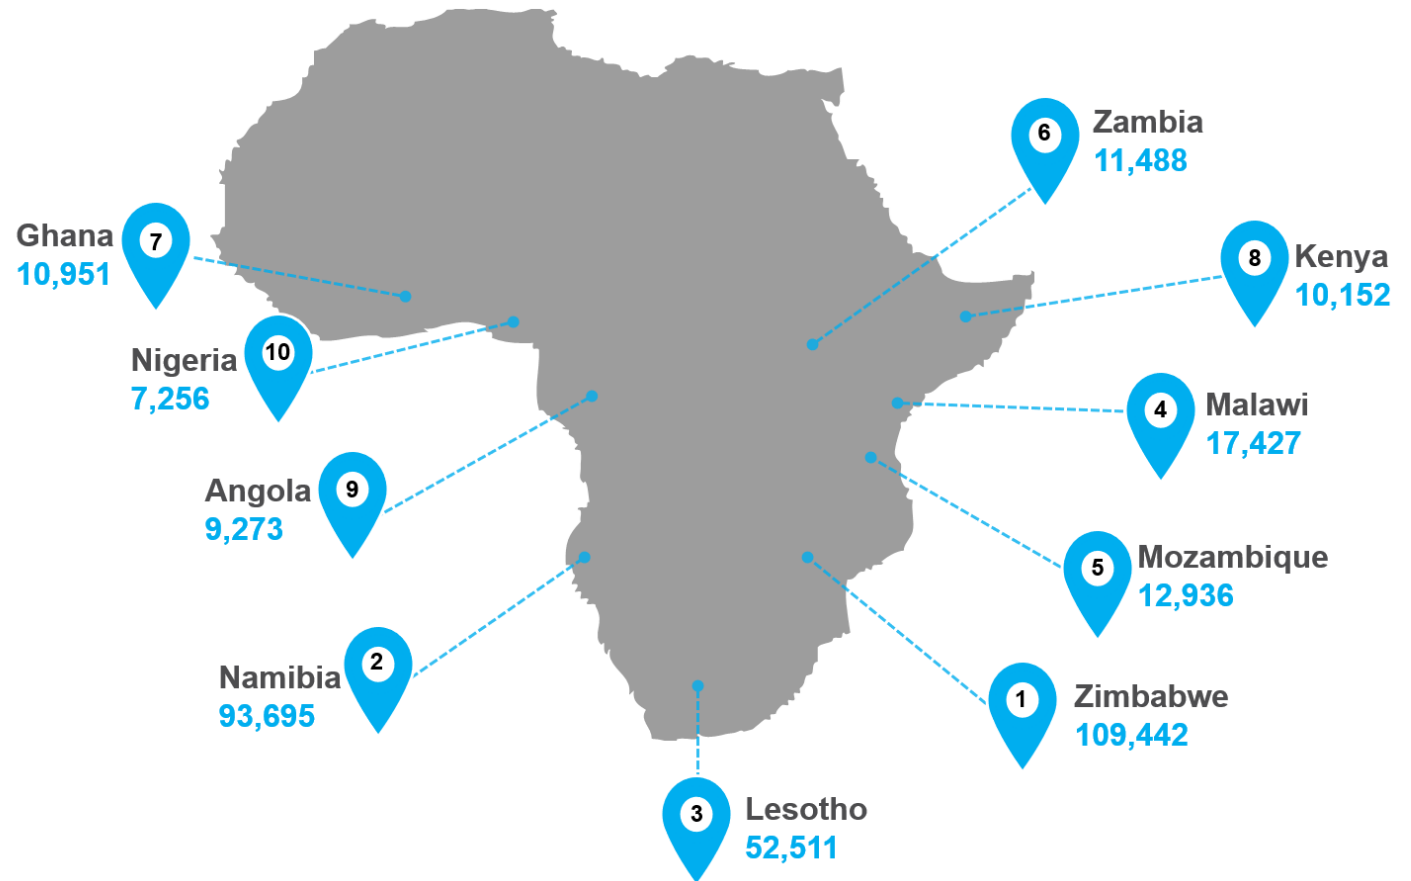 6
Zambia
11,488
Ghana
10,951
7
8
Kenya
10,152
Nigeria
7,256
10
4
Malawi
17,427
Angola
9,273
9
5
Mozambique
12,936
Namibia
93,695
2
1
Zimbabwe
109,442
3
Lesotho
52,511